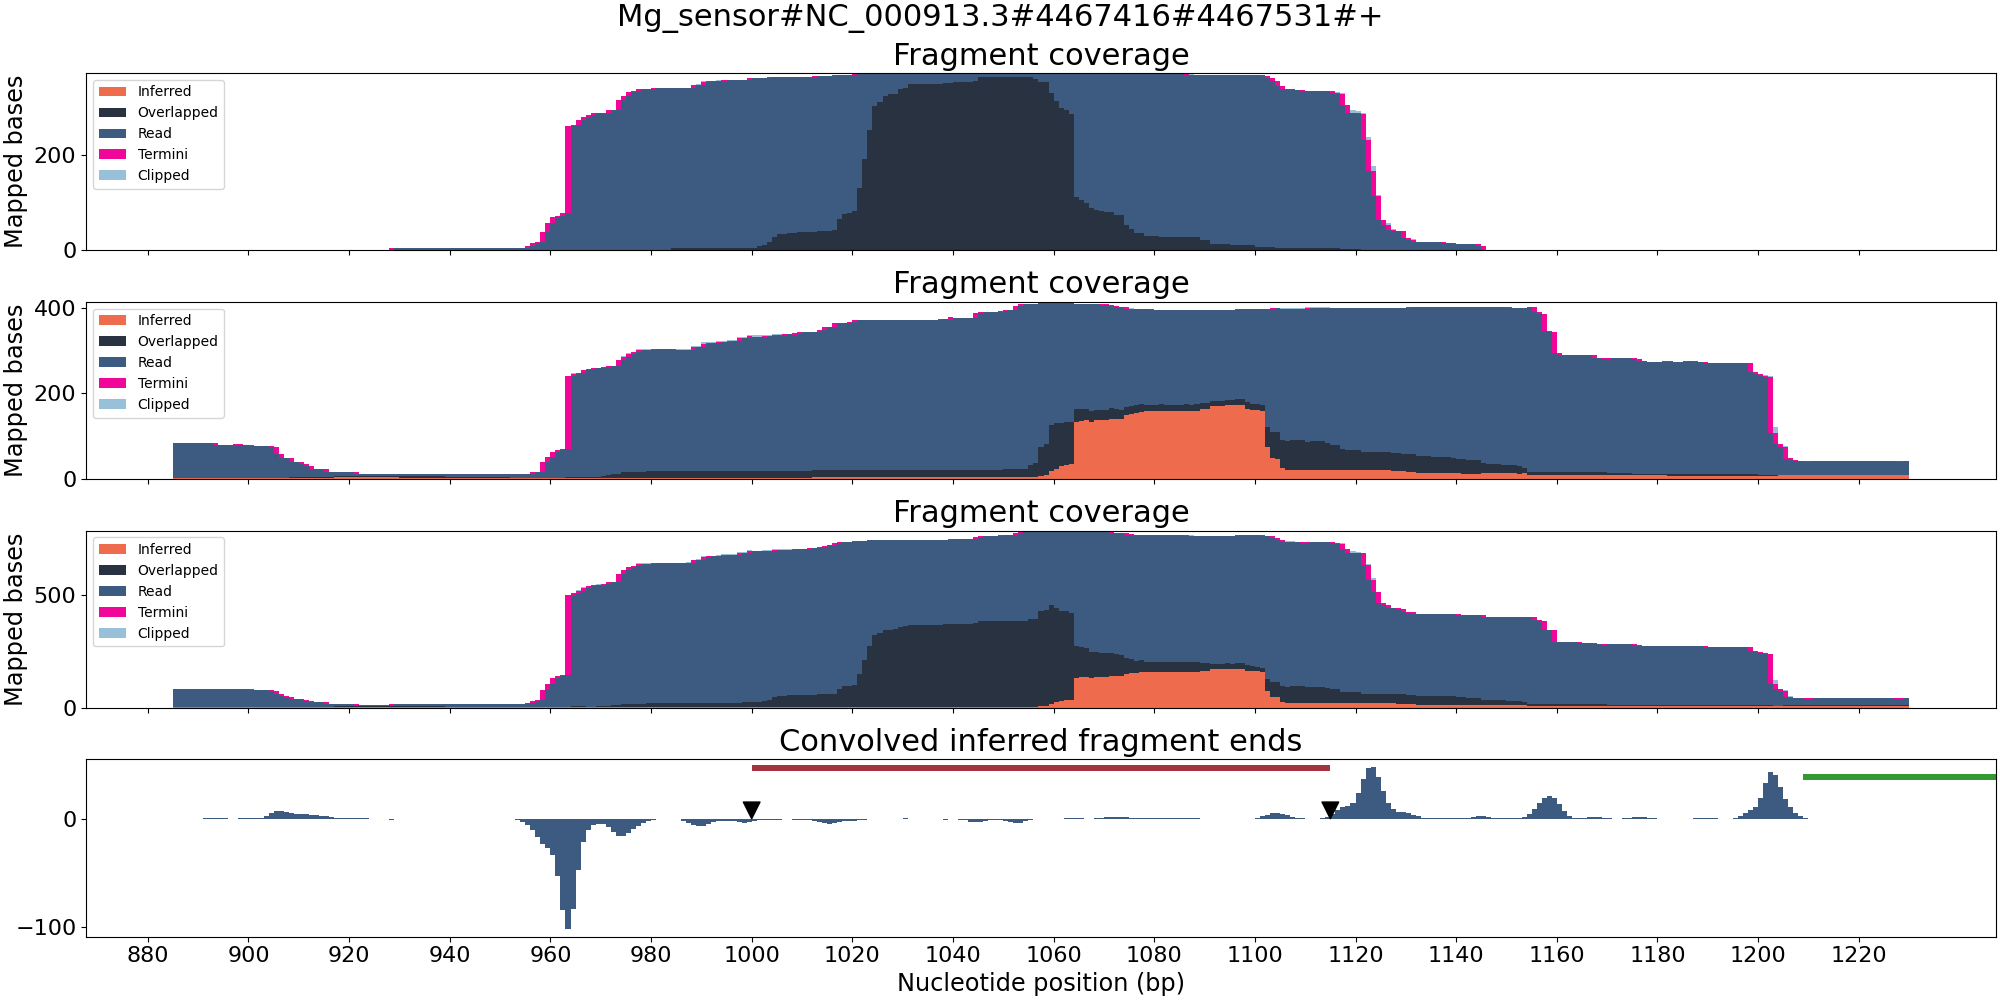 Mg_sensor#NC_000913.3#4467416#4467531#+
Fragment coverage
Mapped bases
200
0
Inferred
Overlapped
Read
Termini
Clipped
Fragment coverage
Mapped bases
400
200
0
Inferred
Overlapped
Read
Termini
Clipped
Fragment coverage
Mapped bases
500
0
Inferred
Overlapped
Read
Termini
Clipped
Convolved inferred fragment ends
0
−100
880 900 920 940 960 980 1000 1020 1040 1060 1080 1100 1120 1140 1160 1180 1200 1220
Nucleotide position (bp)